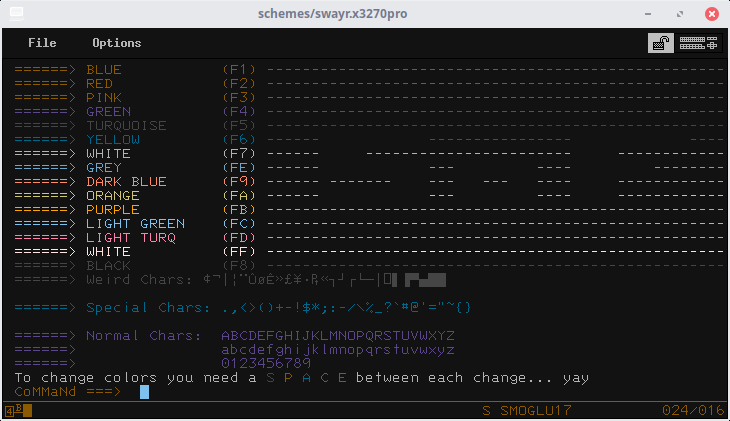 schemes/swayr.x3270pro
File Options
======> BLUE (F1) ----------------------------------------------------------
======> RED (F2) ----------------------------------------------------------
======> PINK (F3) ----------------------------------------------------------
======> GREEN (F4) ----------------------------------------------------------
======> TURQUOISE (F5) ----------------------------------------------------------
======> YELLOW (F6) ------- --- --------------
======> WHITE (F7) ------- ---- --- ---- --------------
======> GREY (FE) ------- --- ---- --------------
======> DARK BLUE (F9) ------- ---- --- ---- --------------
======> ORANGE (FA) ------- --- --------------
======> PURPLE (FB) ----------------------------------------------------------
======> LIGHT GREEN (FC) ----------------------------------------------------------
======> LIGHT TURQ (FD) ----------------------------------------------------------
======> WHITE (FF) ----------------------------------------------------------
======> BLACK (F8) ----------------------------------------------------------
======> Weird Chars:
======> Special Chars: .,<>()+-!$*;:-/\%_?`#@'="~{}
======> Normal Chars: ABCDEFGHIJKLMNOPQRSTUVWXYZ
======> abcdefghijklmnopqrstuvwxyz
======> 0123456789
To change colors you need a S P A C E between each change... yay
CoMMaNd ===>
4B S SMOGLU17 024/016